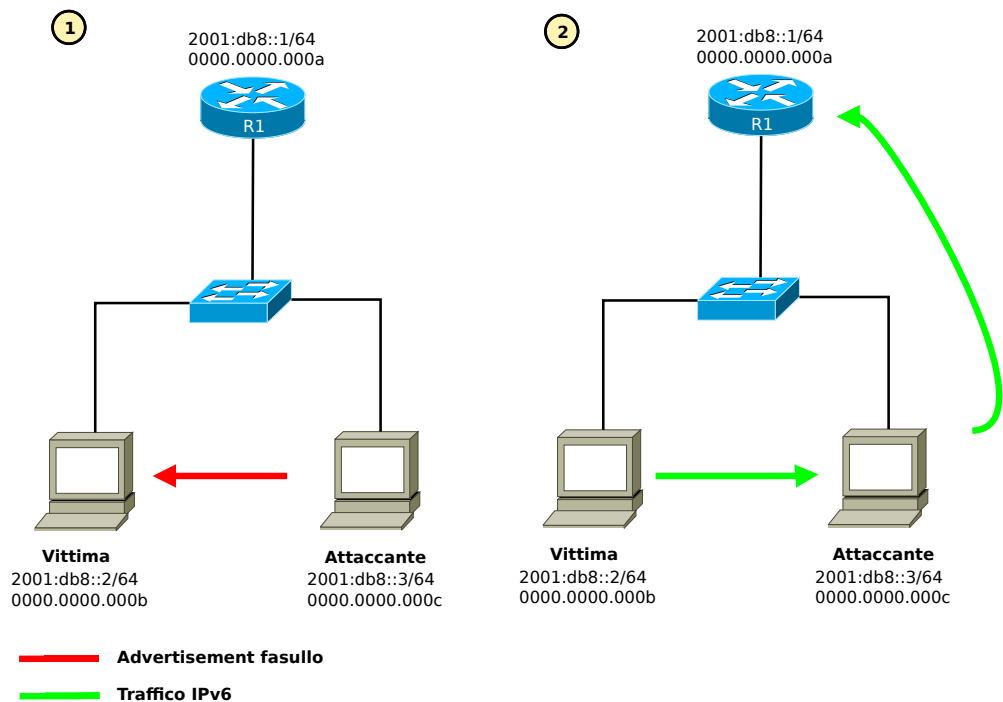 1
2001:db8::1/64
0000.0000.000a
R1
Vittima
2001:db8::2/64
0000.0000.000b
Attaccante
2001:db8::3/64
0000.0000.000c
2
2001:db8::1/64
0000.0000.000a
R1
Vittima
2001:db8::2/64
0000.0000.000b
Attaccante
2001:db8::3/64
0000.0000.000c
Advertisement fasullo
Traffico IPv6